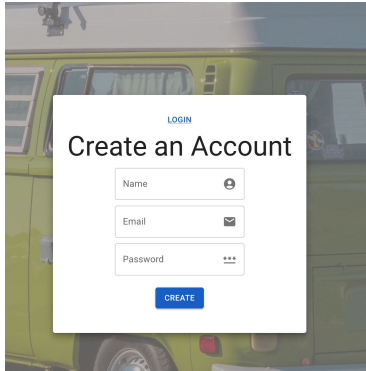 LOGIN
Create an Account
Name
Email
Password
CREATE